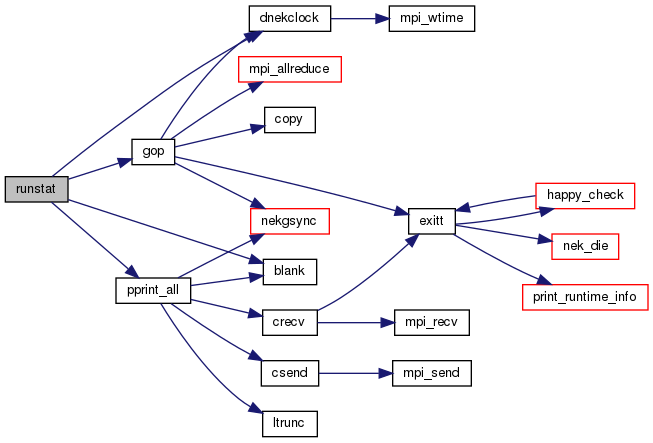 dnekclock
mpi_wtime
mpi_allreduce
copy
gop
runstat
happy_check
nekgsync
exitt
nek_die
blank
pprint_all
print_runtime_info
crecv
mpi_recv
csend
mpi_send
ltrunc